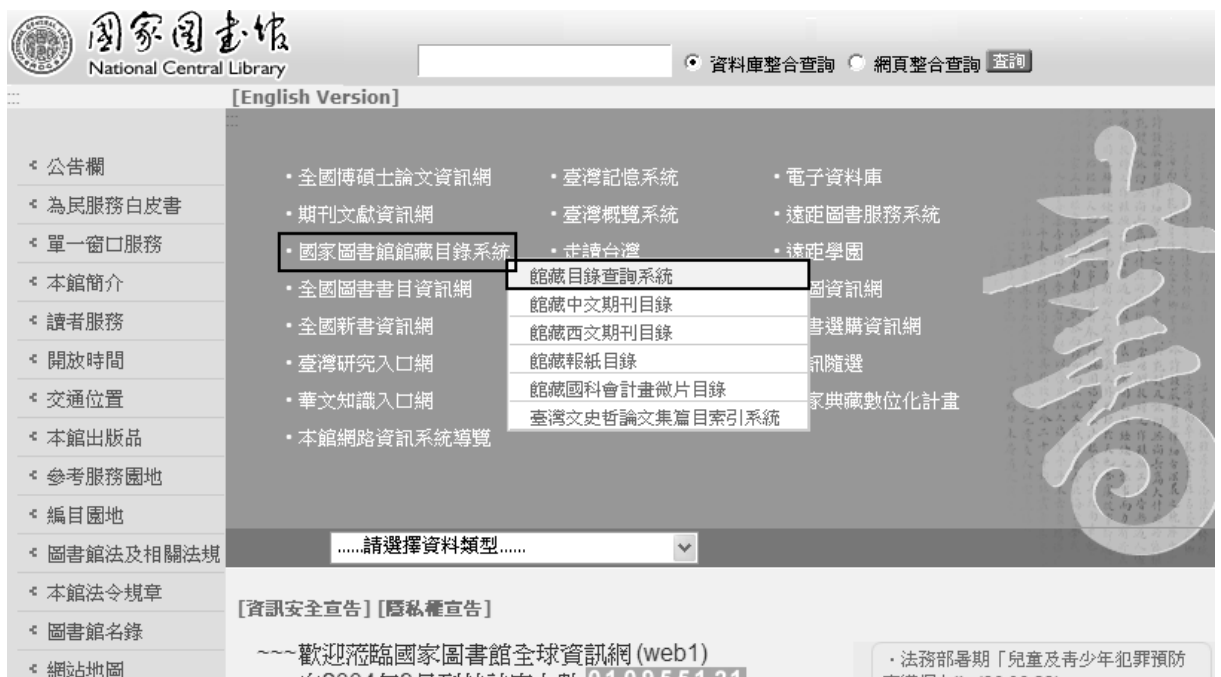 國家圖書館
National Central Library
資料庫整合查詢 網頁整合查詢 查詢
[English Version]
公告欄
為民服務白皮書
單一窗口服務
本館簡介
讀者服務
開放時間
交通位置
本館出版品
參考服務園地
編目園地
圖書館法及相關法規
本館法令規章
圖書館名錄
網站地圖
・全國博碩士論文資訊網
・期刊文獻資訊網
・國家圖書館館藏目錄系統
・全國圖書書目資訊網
・全國新書資訊網
・臺灣研究入口網
・華文知識入口網
・本館網路資訊系統導覽
・臺灣記憶系統
・臺灣概覽系統
・走讀台灣
館藏目錄查詢系統
館藏中文期刊目錄
館藏西文期刊目錄
館藏報紙目錄
館藏國科會計畫微片目錄
臺灣文史哲論文集篇目索引系統
・電子資料庫
・遠距圖書服務系統
・遠距學園
圖資訊網
書選購資訊網
訊隨選
家典藏數位化計畫
書
......請選擇資料類型......
[資訊安全宣告] [隱私權宣告]
~~~歡迎蒞臨國家圖書館全球資訊網 (web1)
・法務部暑期「兒童及青少年犯罪預防